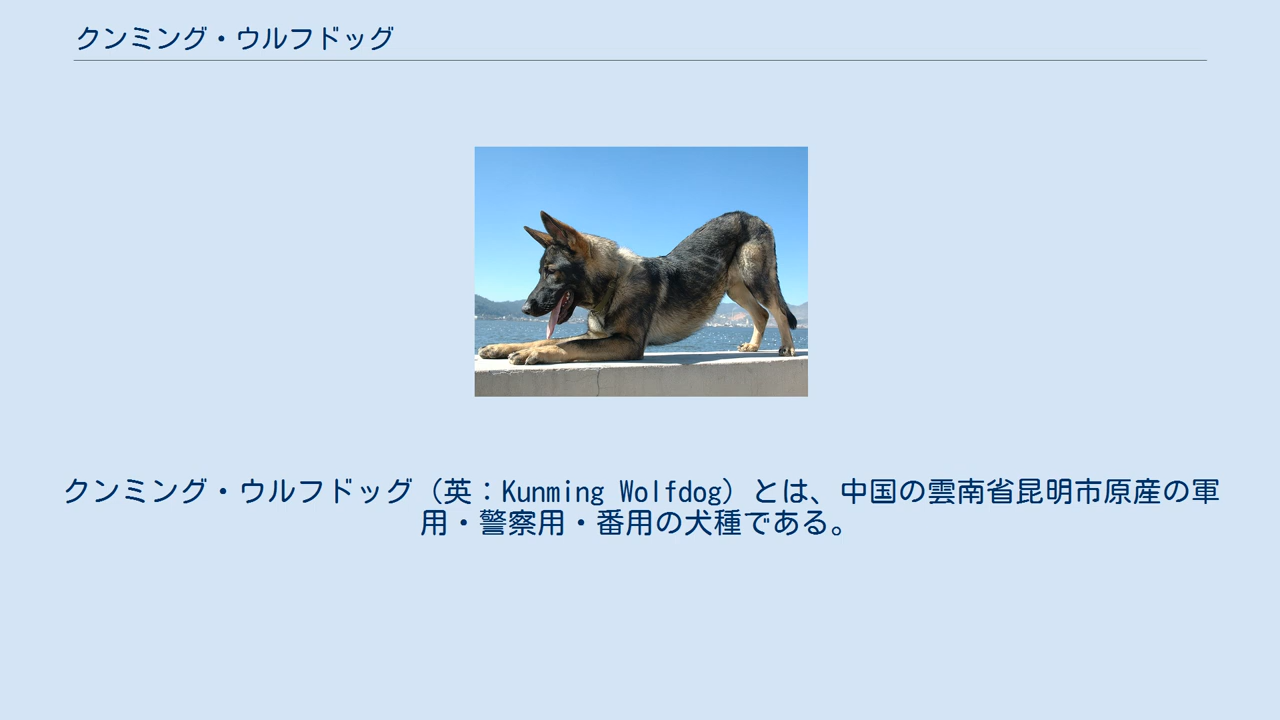 クンミング・ウルフドッグ
クンミング・ウルフドッグ（英：Kunming Wolfdog）とは、中国の雲南省昆明市原産の軍
用・警察用・番用の犬種である。